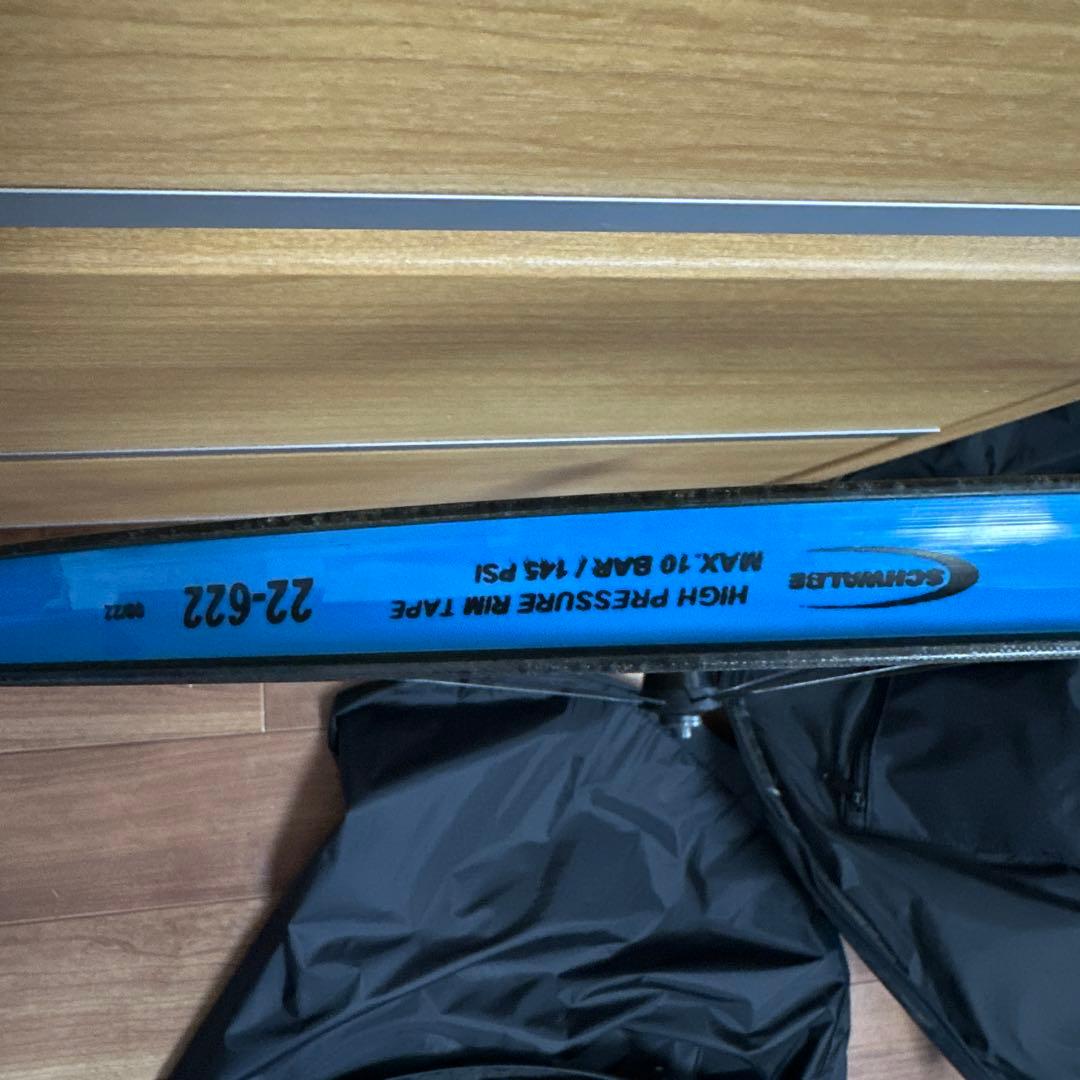 SCHWALBE
HIGH PRESSURE RIM TAPE
MAX. 10 BAR / 145 PSI
22-622